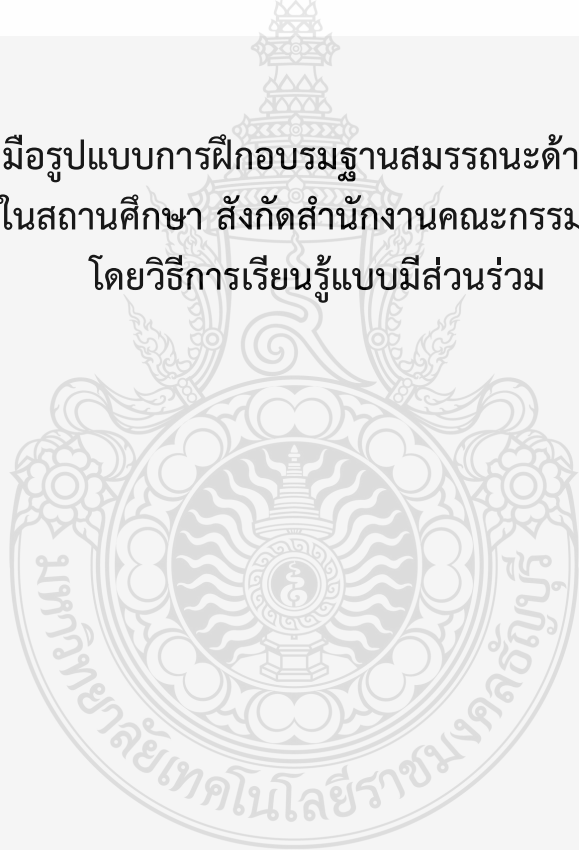 มือรูปแบบการฝึกอบรมฐานสมรรถนะด้า
ในสถานศึกษา สังกัดสำนักงานคณะกรรม
โดยวิธีการเรียนรู้แบบมีส่วนร่วม
มหาวิทยาลัยเทคโนโลยีราชมงคลธัญบุรี